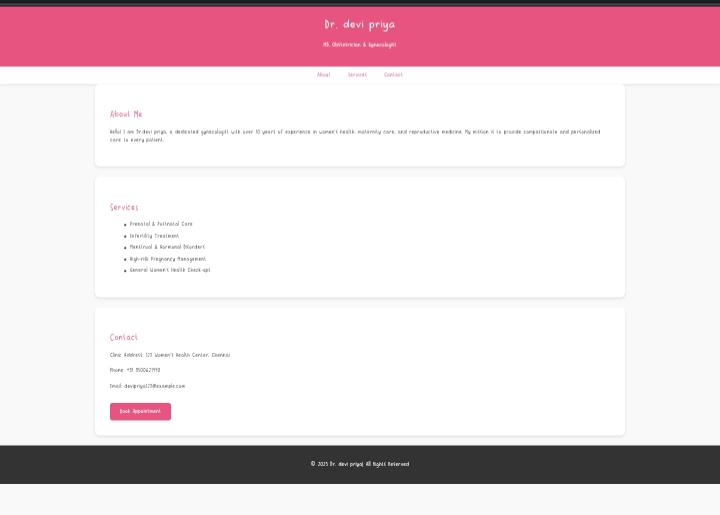 Dr. devi priya
MD, Obstetrician & Gynecologist
About Services Contact
About Me
Hello! I am Dr.devi priya, a dedicated gynecologist with over 10 years of experience in women's health, maternity care, and reproductive medicine. My mission is to provide compassionate and personalized
care to every patient.
Services
Prenatal & Postnatal Care
Infertility Treatment
Menstrual & Hormonal Disorders
High-risk Pregnancy Management
General Women's Health Check-ups
Contact
Clinic Address: 123 Women's Health Center, Chennai
Phone: +91
Email: devipriya123@example.com
Book Appointment
© 2025 Dr. devi priya| All Rights Reserved